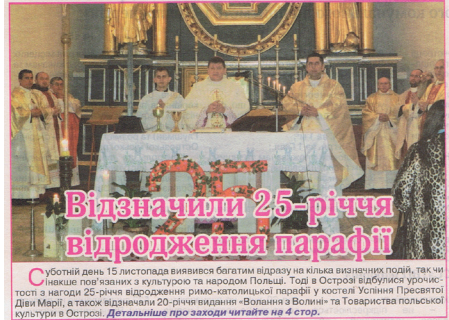 Відзначили 25-річчя
відродження парафії
Суботній день 15 листопада виявився багатим відразу на кілька визначних подій, так чи
інакше пов'язаних з культурою та народом Польщі. Тоді в Острозі відбулися урочис-
тості з нагоди 25-річчя відродження римо-католицької парафії у костелі Успіння Пресвятої
Діви Марії, а також відзначали 20-річчя видання «Волання з Волині» та Товариства польської
культури в Острозі. Детальніше про заходи читайте на 4 стор.